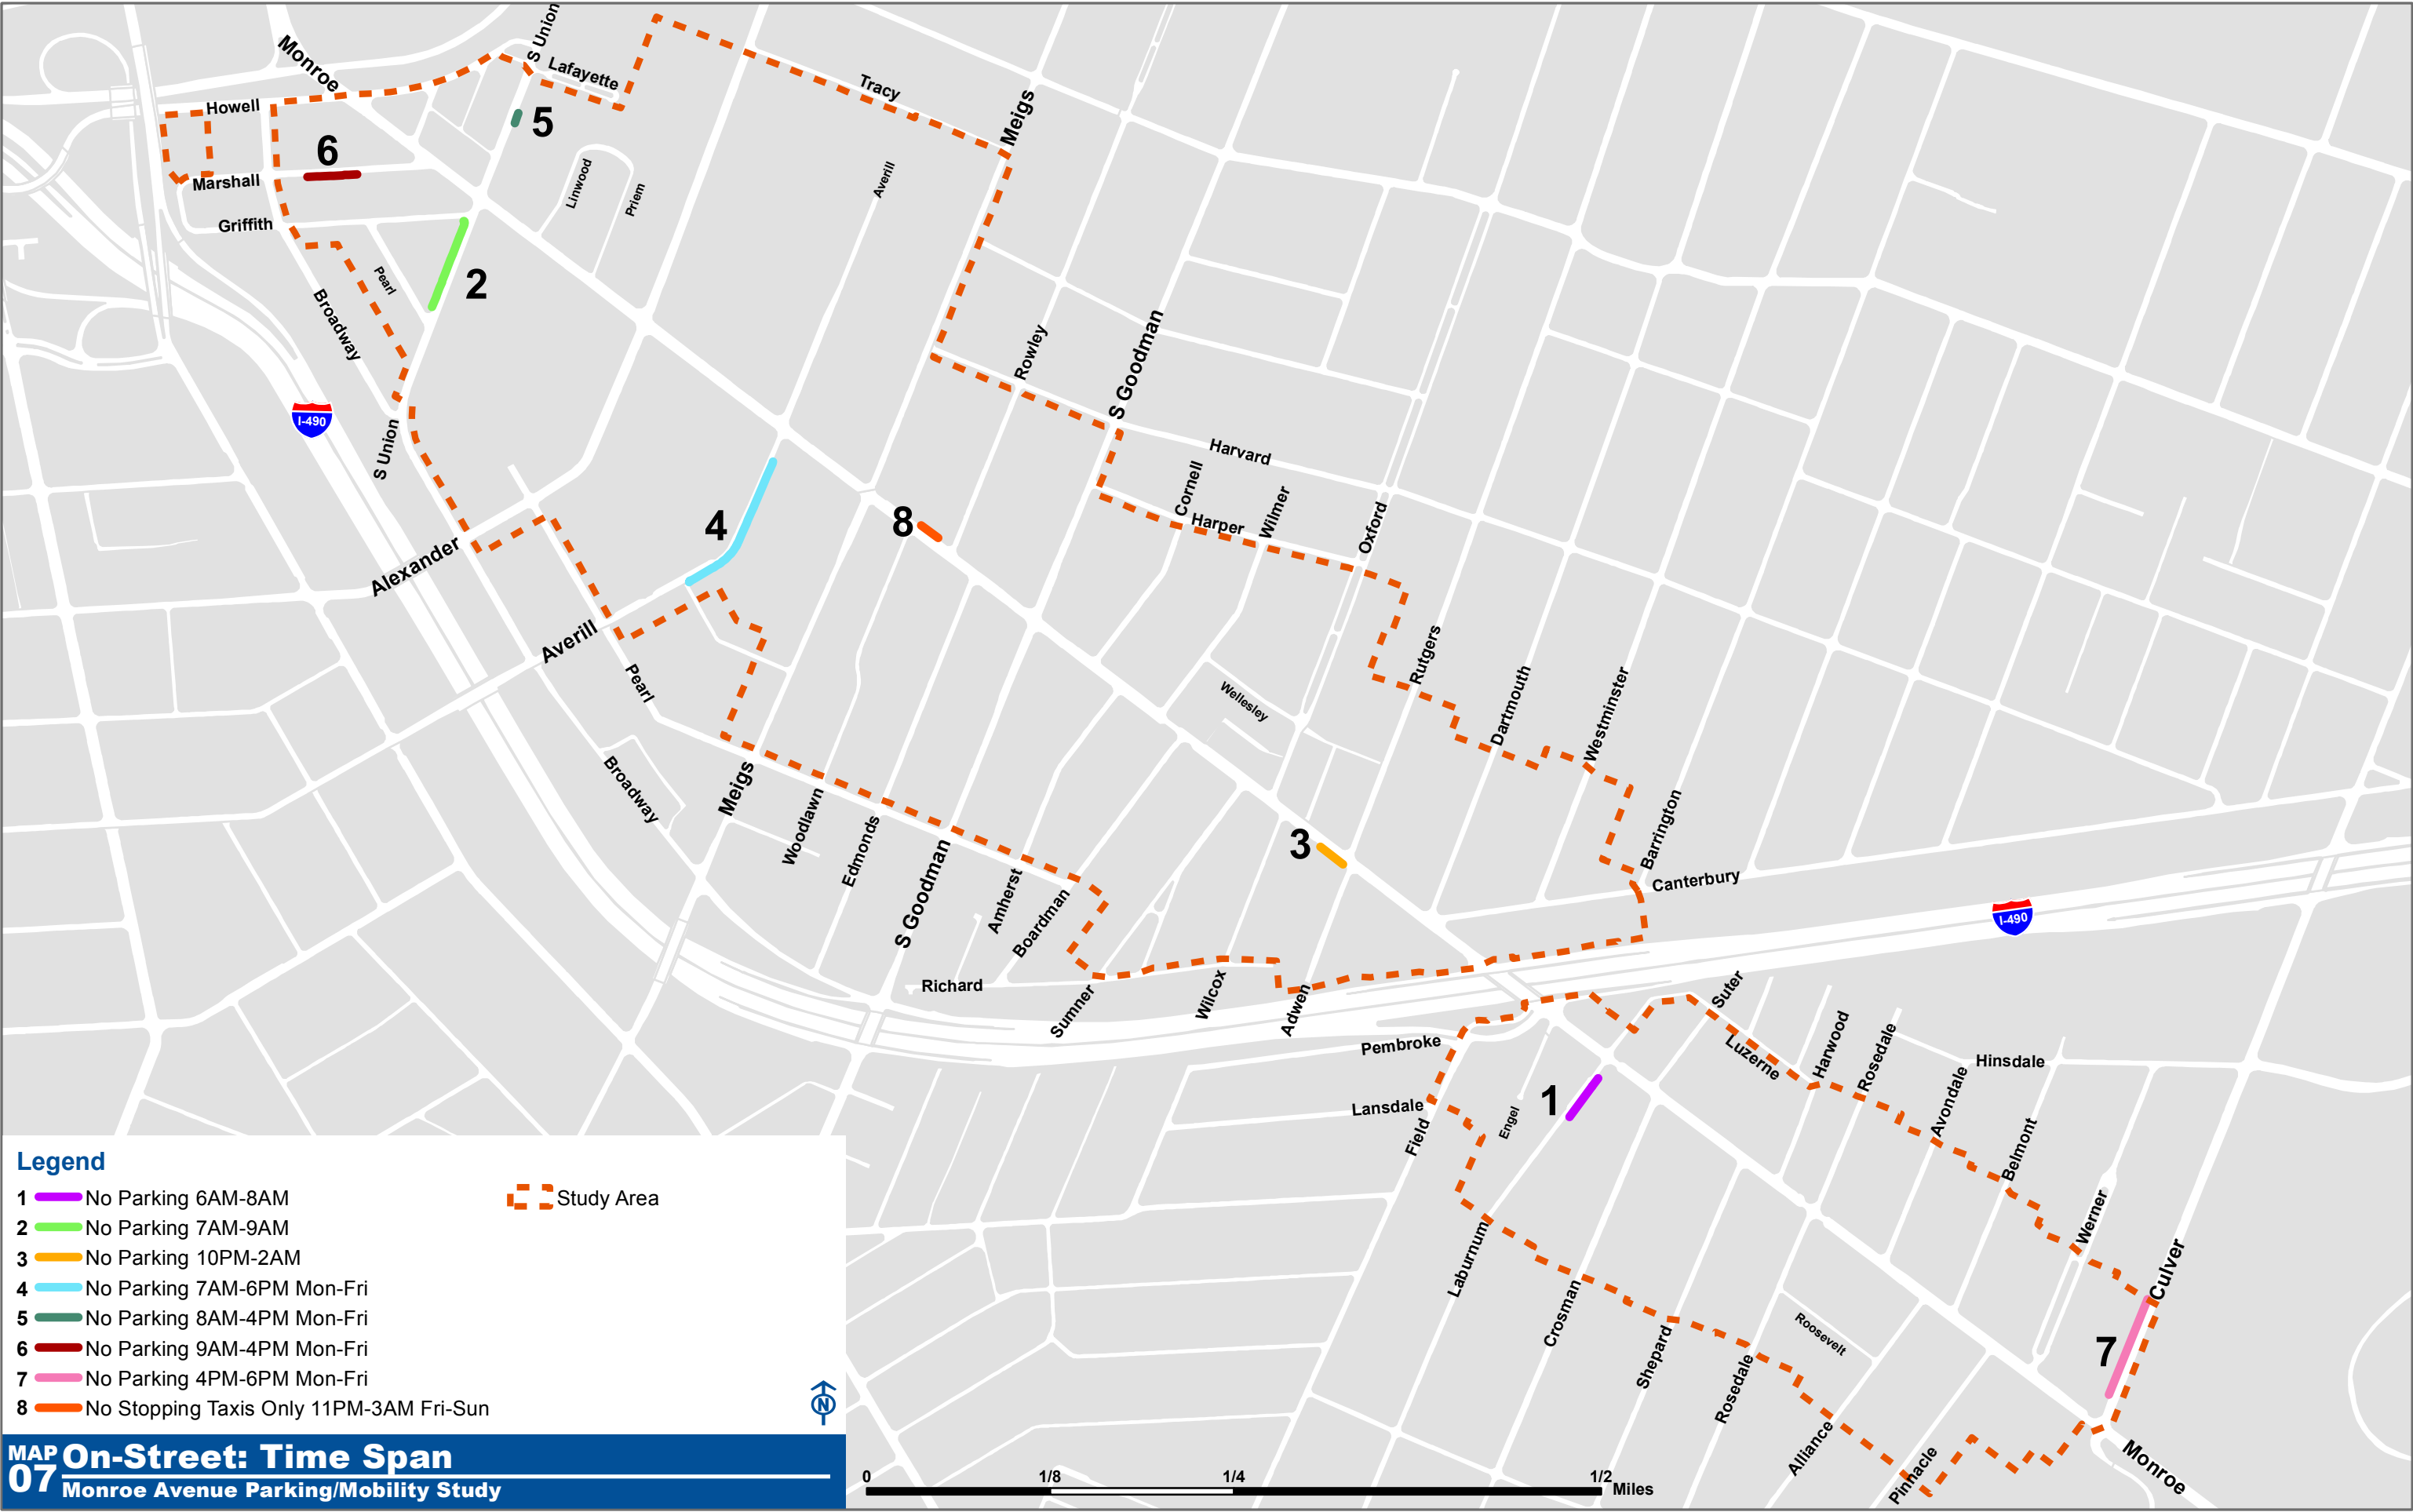 S Union
Monroe
Lafayette
Howell
Tracy
Meigs
5
6
Linwood
Priem
Averill
Marshall
Griffith
2
Pearl
Broadway
Rowley
S Goodman
I-490
S Union
Harvard
Cornell
Wilmer
Harper
Oxford
4
8
Alexander
Averill
Pearl
Rutgers
Wellesley
Dartmouth
Westminster
Broadway
Meigs
Woodlawn
Edmonds
S Goodman
3
Barrington
Canterbury
Amherst
Boardman
I-490
Richard
Sumner
Wilcox
Adwen
Suter
Pembroke
Luzerne
Harwood
Rosedale
Hinsdale
Avondale
1
Lansdale
Engel
Field
Belmont
Werner
Laburnum
Culver
Crosman
Roosevelt
Shepard
7
Rosedale
Alliance
Pinnacle
Monroe
Legend
1 No Parking 6AM-8AM
2 No Parking 7AM-9AM
3 No Parking 10PM-2AM
4 No Parking 7AM-6PM Mon-Fri
5 No Parking 8AM-4PM Mon-Fri
6 No Parking 9AM-4PM Mon-Fri
7 No Parking 4PM-6PM Mon-Fri
8 No Stopping Taxis Only 11PM-3AM Fri-Sun
Study Area
N
MAP
07
On-Street: Time Span
Monroe Avenue Parking/Mobility Study
0 1/8 1/4 1/2
Miles